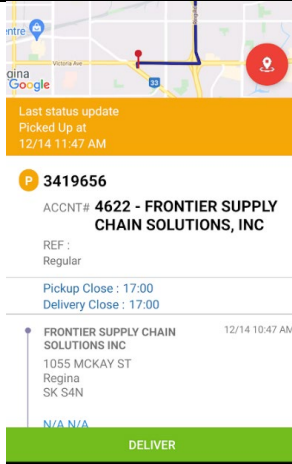 entre
Victoria Ave
gina
Google
33
Last status update
Picked Up at
12/14 11:47 AM
P 3419656
ACCNT# 4622 - FRONTIER SUPPLY
CHAIN SOLUTIONS, INC
REF :
Regular
Pickup Close : 17:00
Delivery Close : 17:00
FRONTIER SUPPLY CHAIN 12/14 10:47 AM
SOLUTIONS INC
1055 MCKAY ST
Regina
SK S4N
N/A N/A
DELIVER